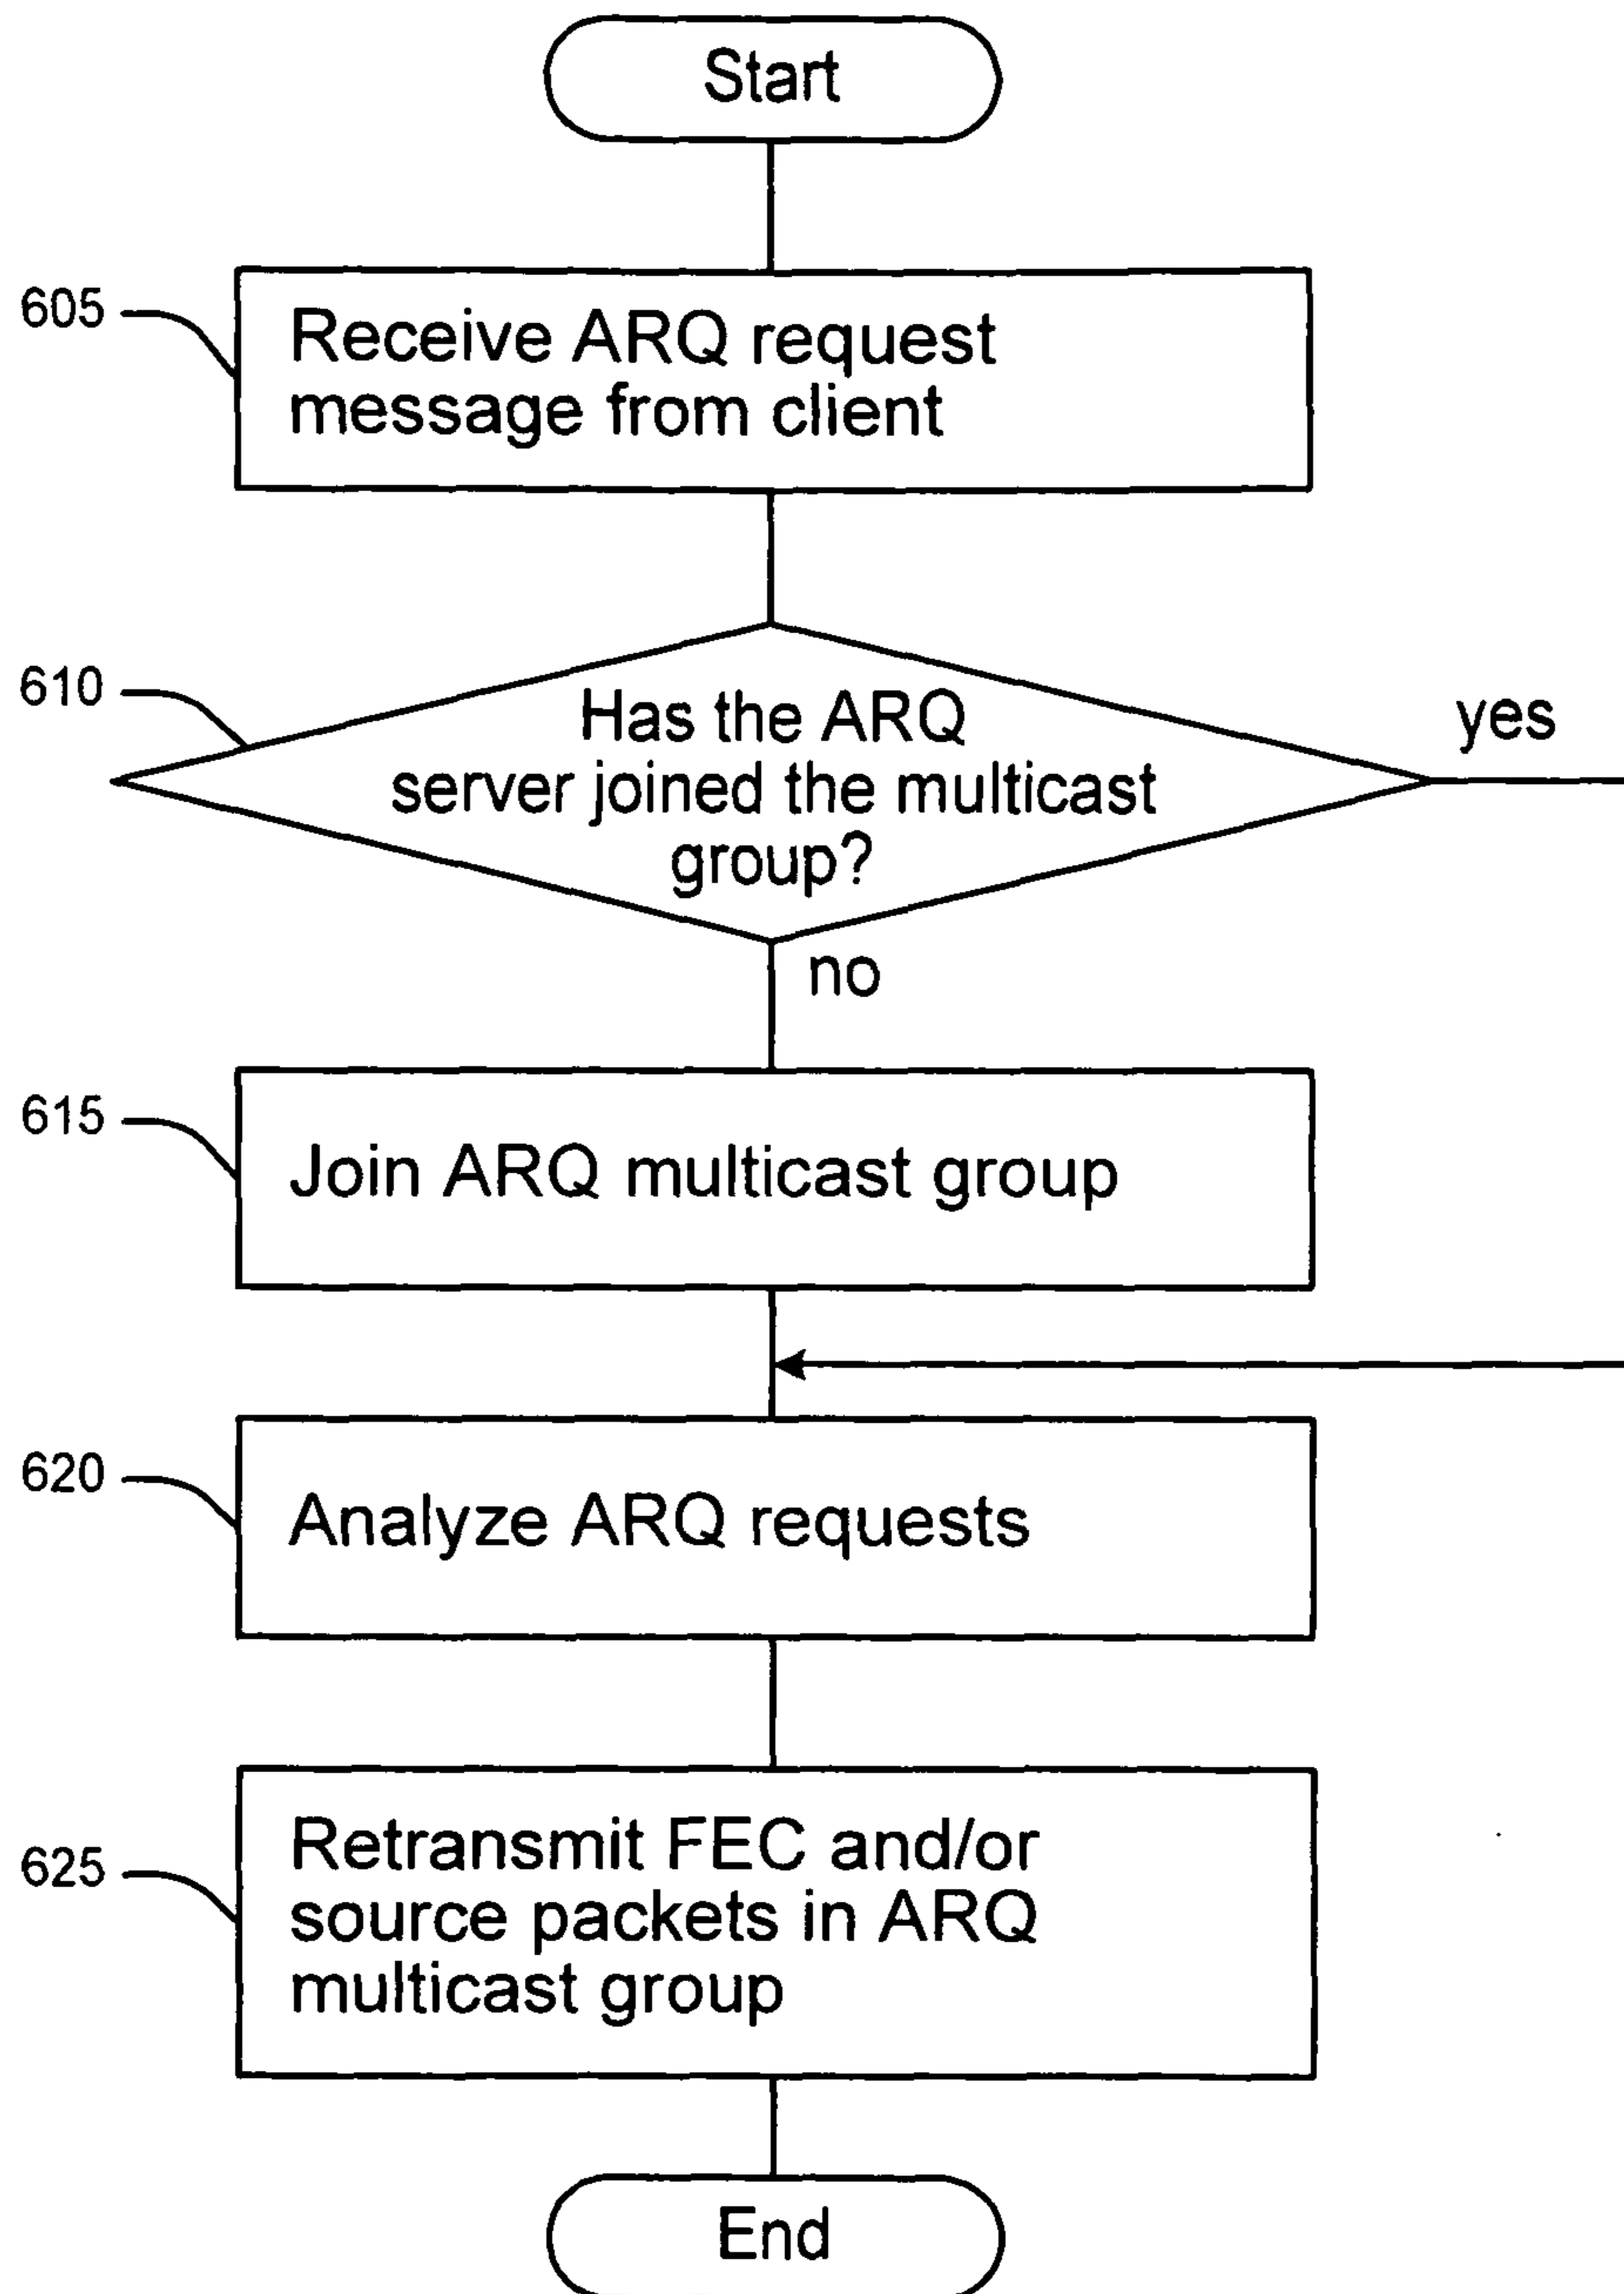 Start
605
Receive ARQ request
message from client
610
Has the ARQ
server joined the multicast
group?
yes
no
615
Join ARQ multicast group
620
Analyze ARQ requests
625
Retransmit FEC and/or
source packets in ARQ
multicast group
End